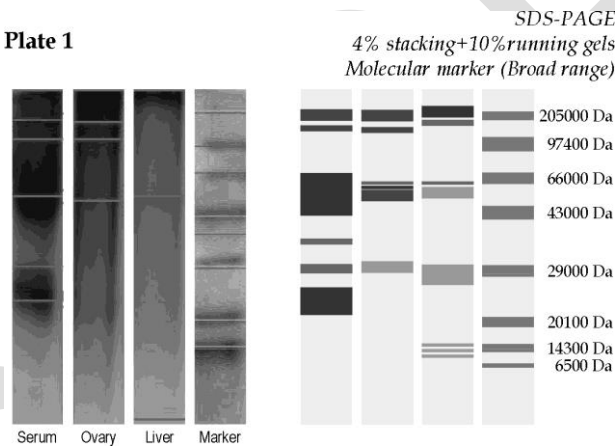 Plate 1
SDS-PAGE
4% stacking+10%running gels
Molecular marker (Broad range)
205000 Da
97400 Da
66000 Da
43000 Da
29000 Da
20100 Da
14300 Da
6500 Da
Serum Ovary Liver Marker